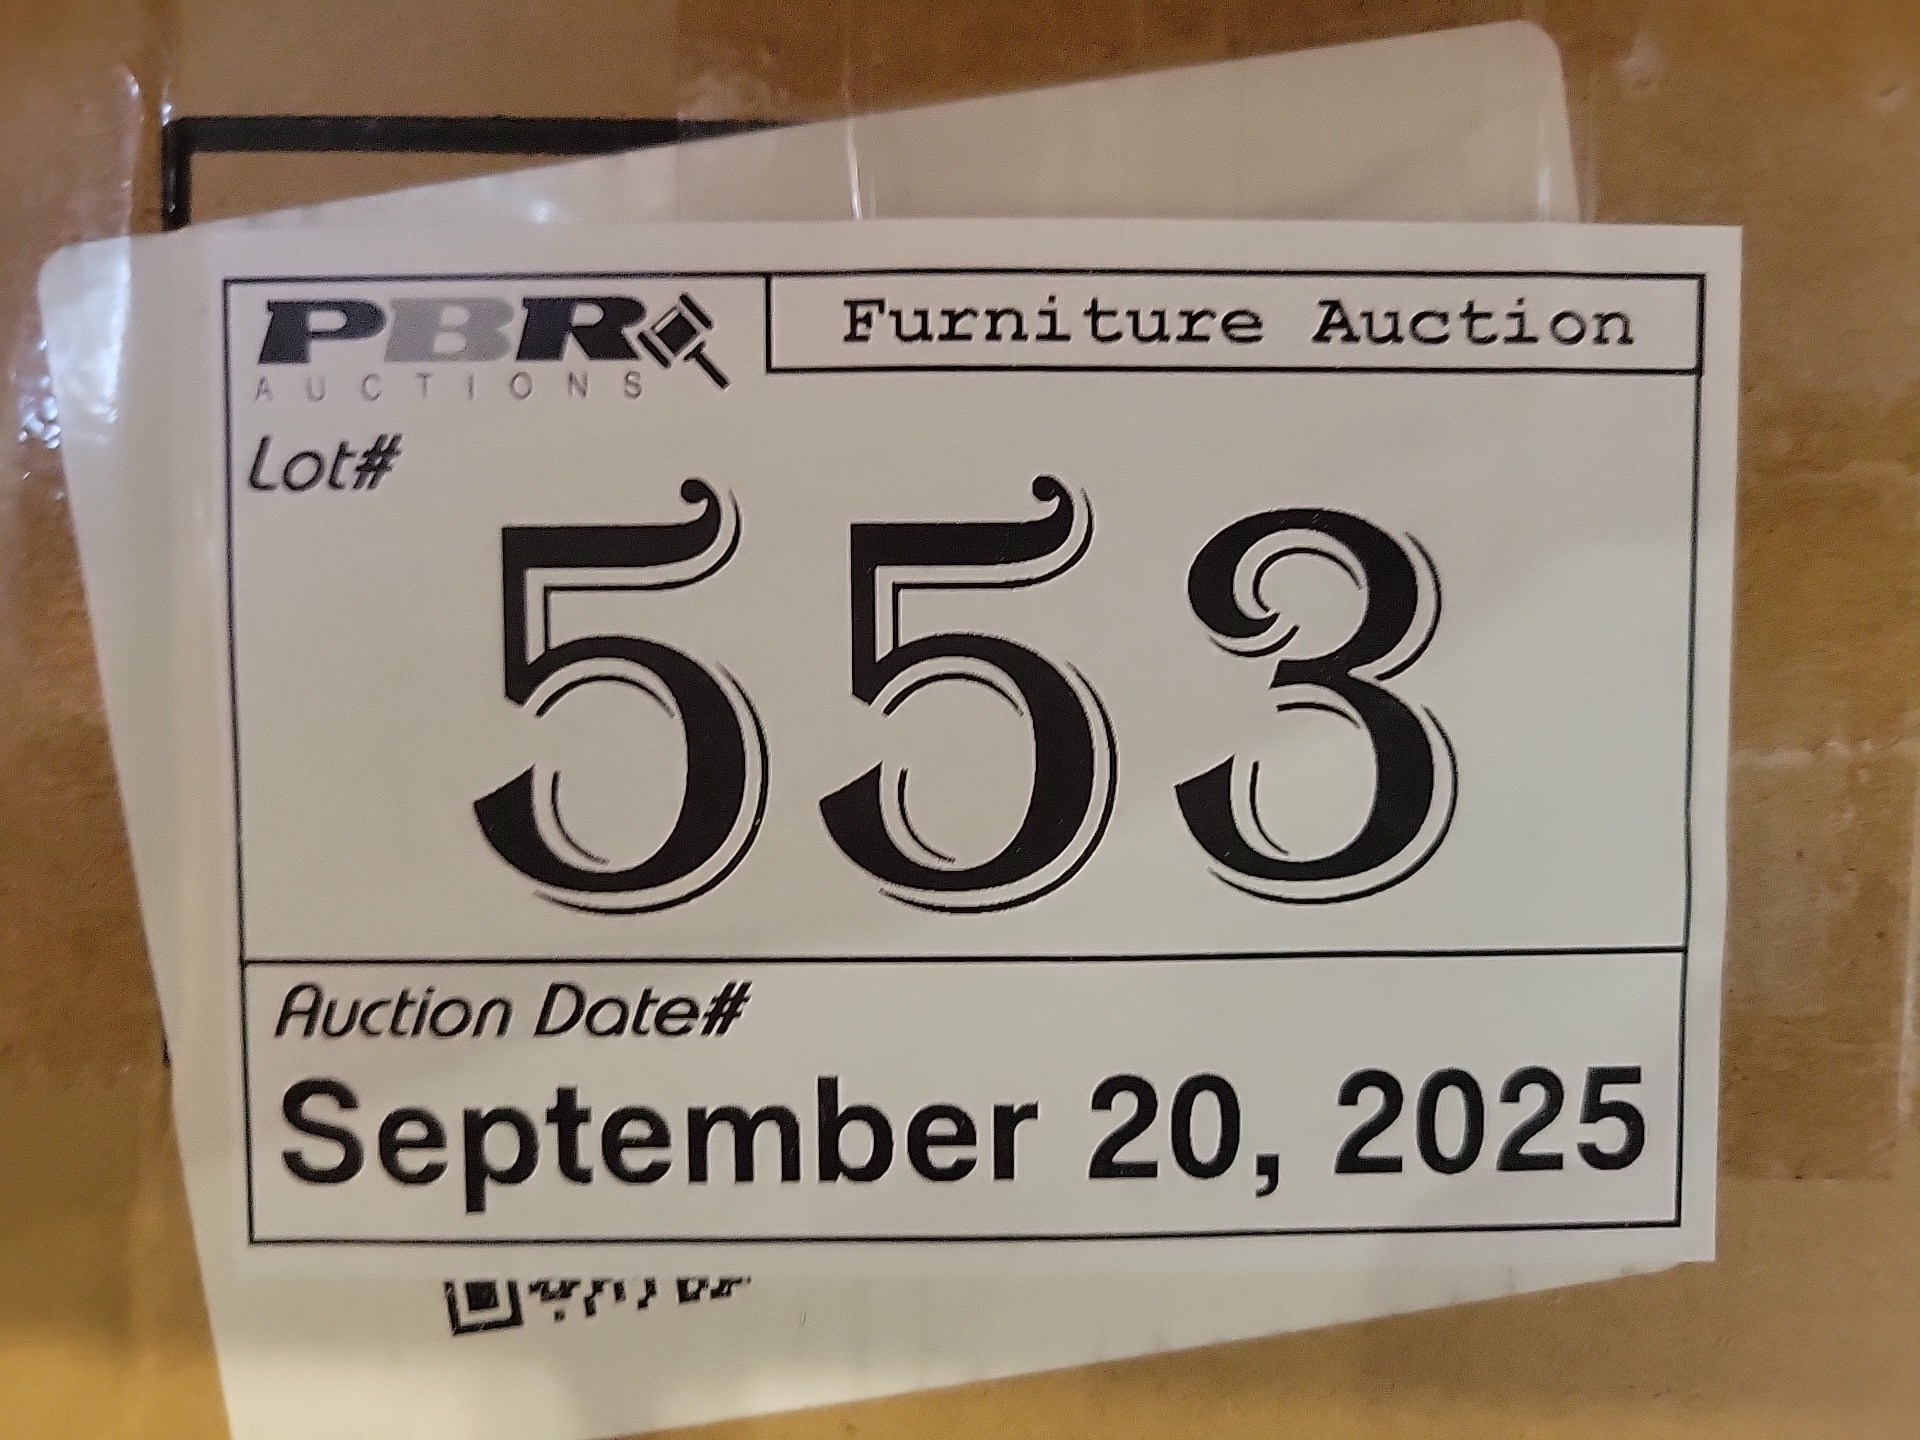 PBR
AUCTIONS
Furniture Auction
Lot#
553
Auction Date#
September 20, 2025